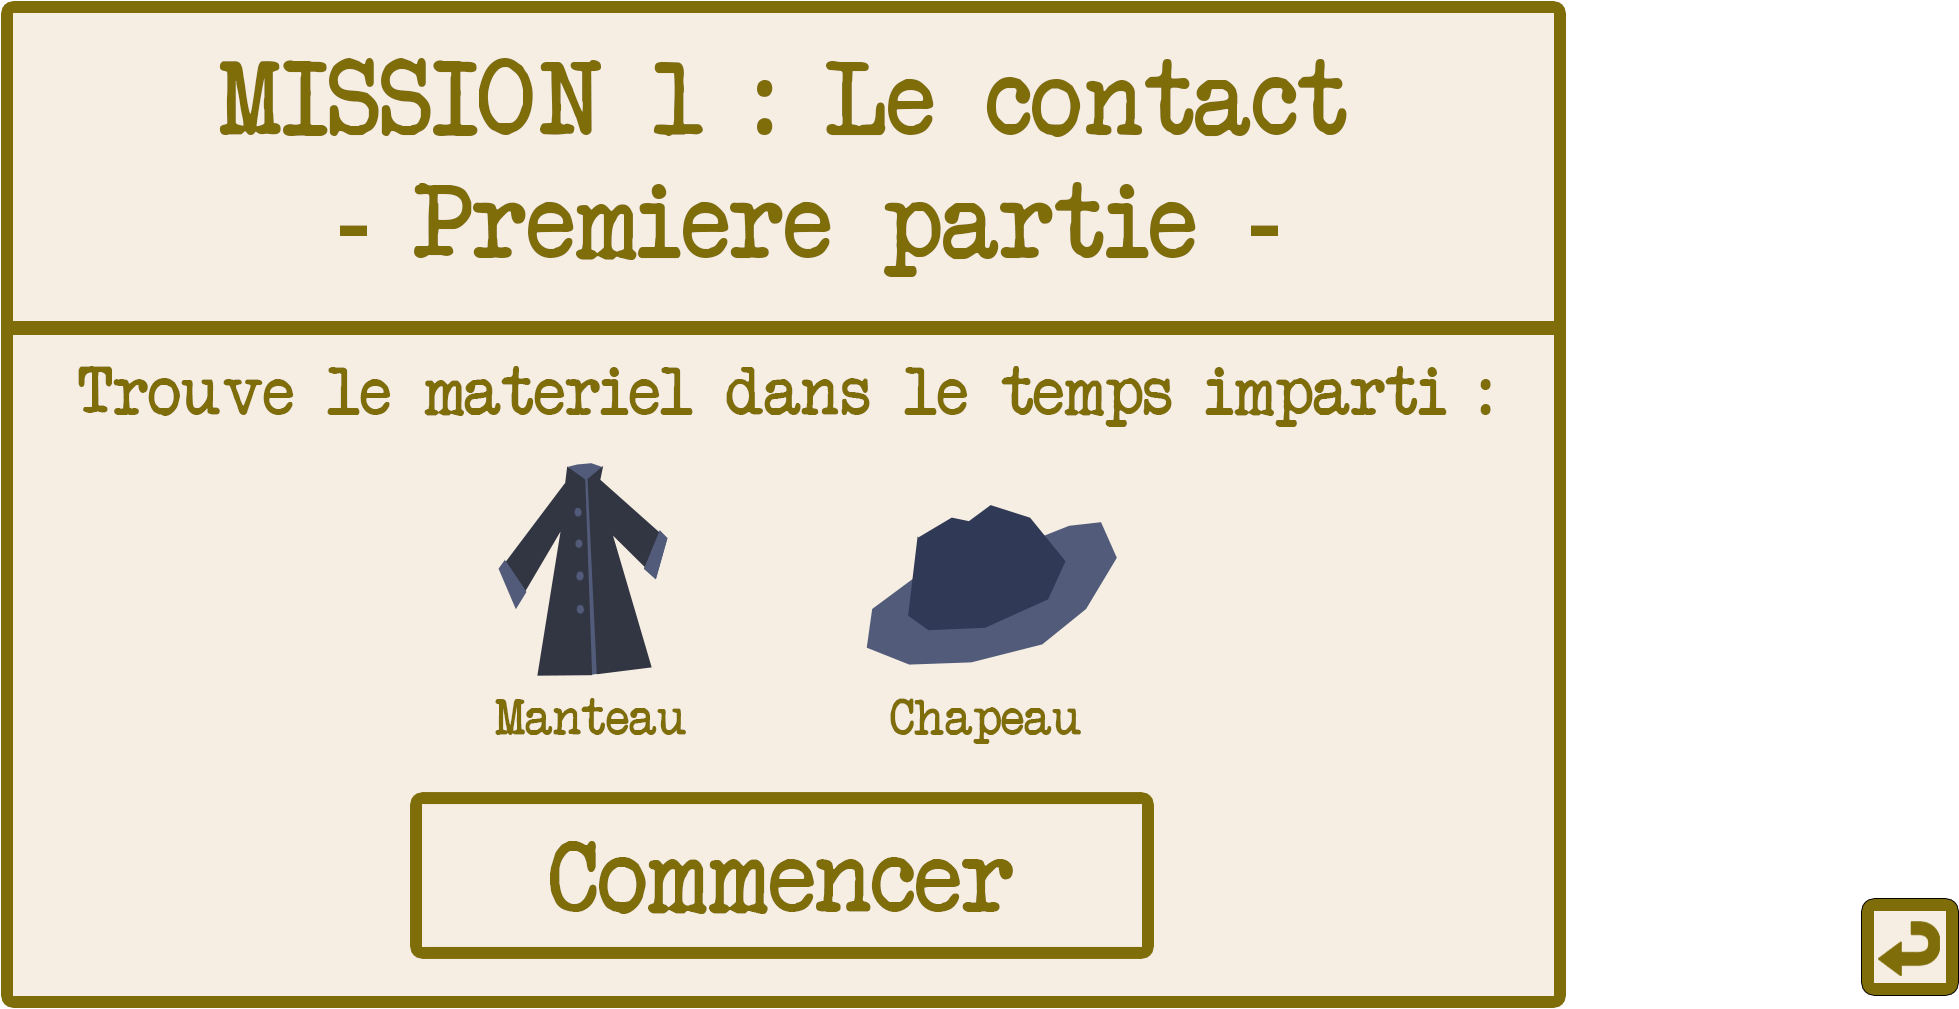 MISSION 1 : Le contact
- Premiere partie -
Trouve le materiel dans le temps imparti :
Manteau
Chapeau
Commencer